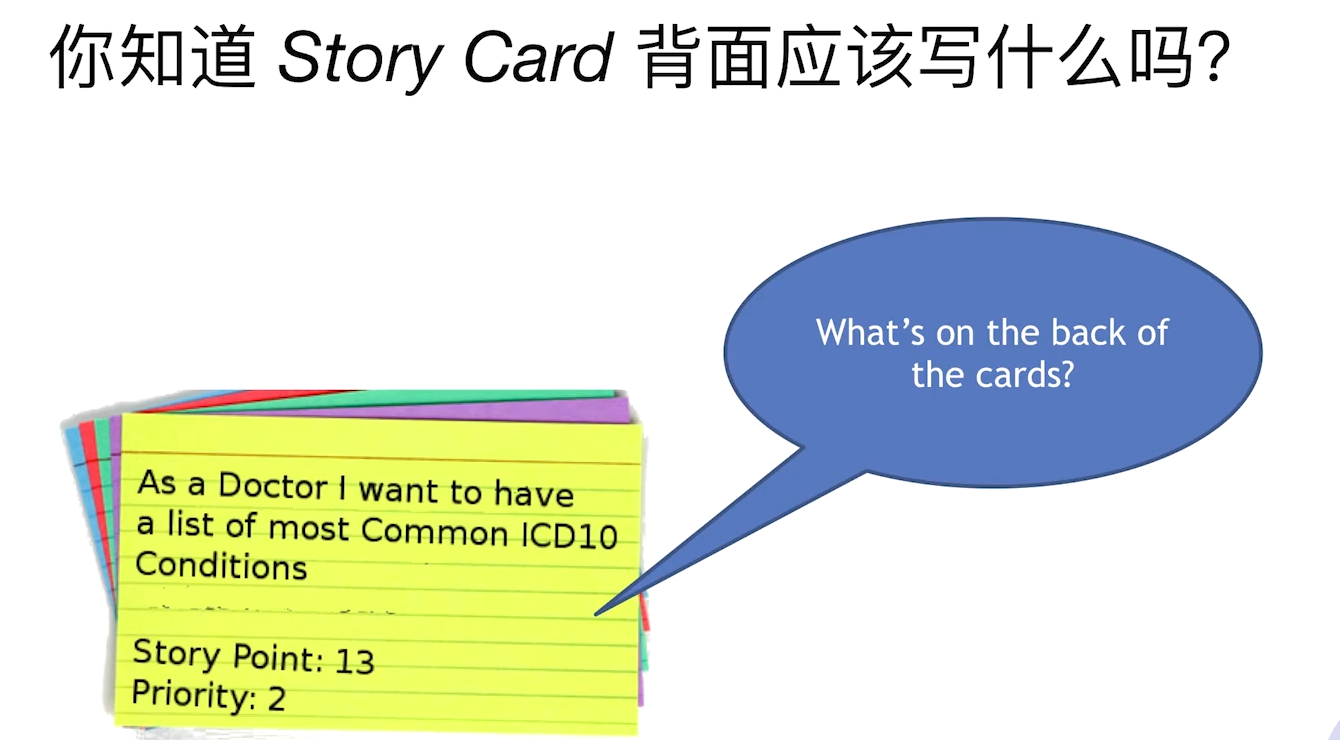 你知道 Story Card 背面应该写什么吗?
What's on the back of
the cards?
As a Doctor I want to have
a list of most Common ICD10
Conditions
Story Point: 13
Priority: 2